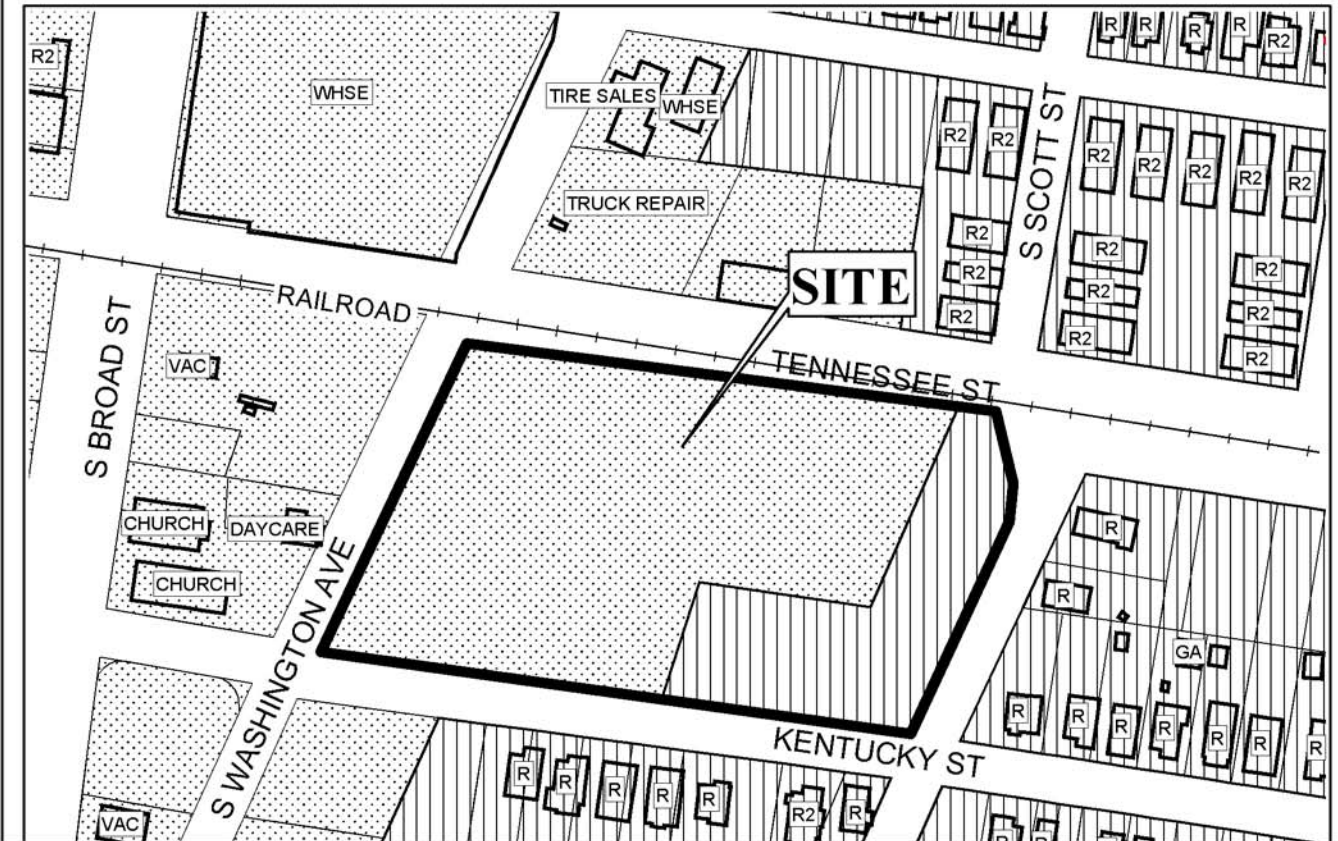 R
R
R
R
R2
R2
WHSE
TIRE SALES
WHSE
S SCOTT ST
R2
R2
R2
R2
R2
R2
R2
TRUCK REPAIR
R2
R2
R2
R2
R2
R2
R2
R2
R2
SITE
RAILROAD
TENNESSEE ST
S BROAD ST
VAC
CHURCH
DAYCARE
CHURCH
S WASHINGTON AVE
R
R
GA
R
R
R
R
R
R
R
KENTUCKY ST
R
R
R
R
R
R2
R
VAC
R
R